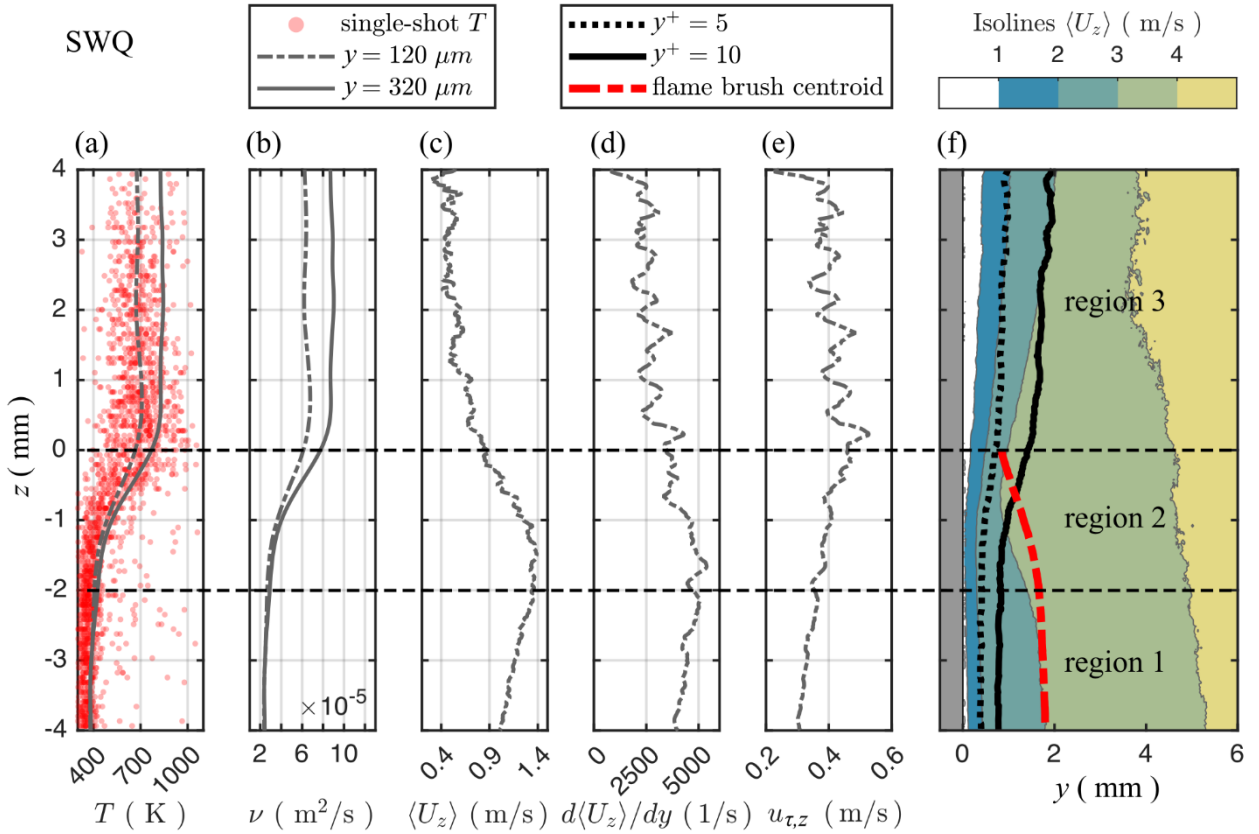 SWQ
single-shot T
y = 120 μm
y = 320 μm
y⁺ = 5
y⁺ = 10
flame brush centroid
Isolines ⟨U_z⟩ ( m/s )
1 2 3 4
(a) (b) (c) (d) (e) (f)
4
3
2
1
0
-1
-2
-3
-4
z ( mm )
region 3
region 2
region 1
× 10⁻⁵
400 700 1000
2 6 10
0.4 0.9 1.4
0 2500 5000
0.2 0.4 0.6
0 2 4 6
T ( K )
ν ( m²/s )
⟨U_z⟩ ( m/s )
d⟨U_z⟩/dy (1/s)
u_τ,z ( m/s )
y ( mm )